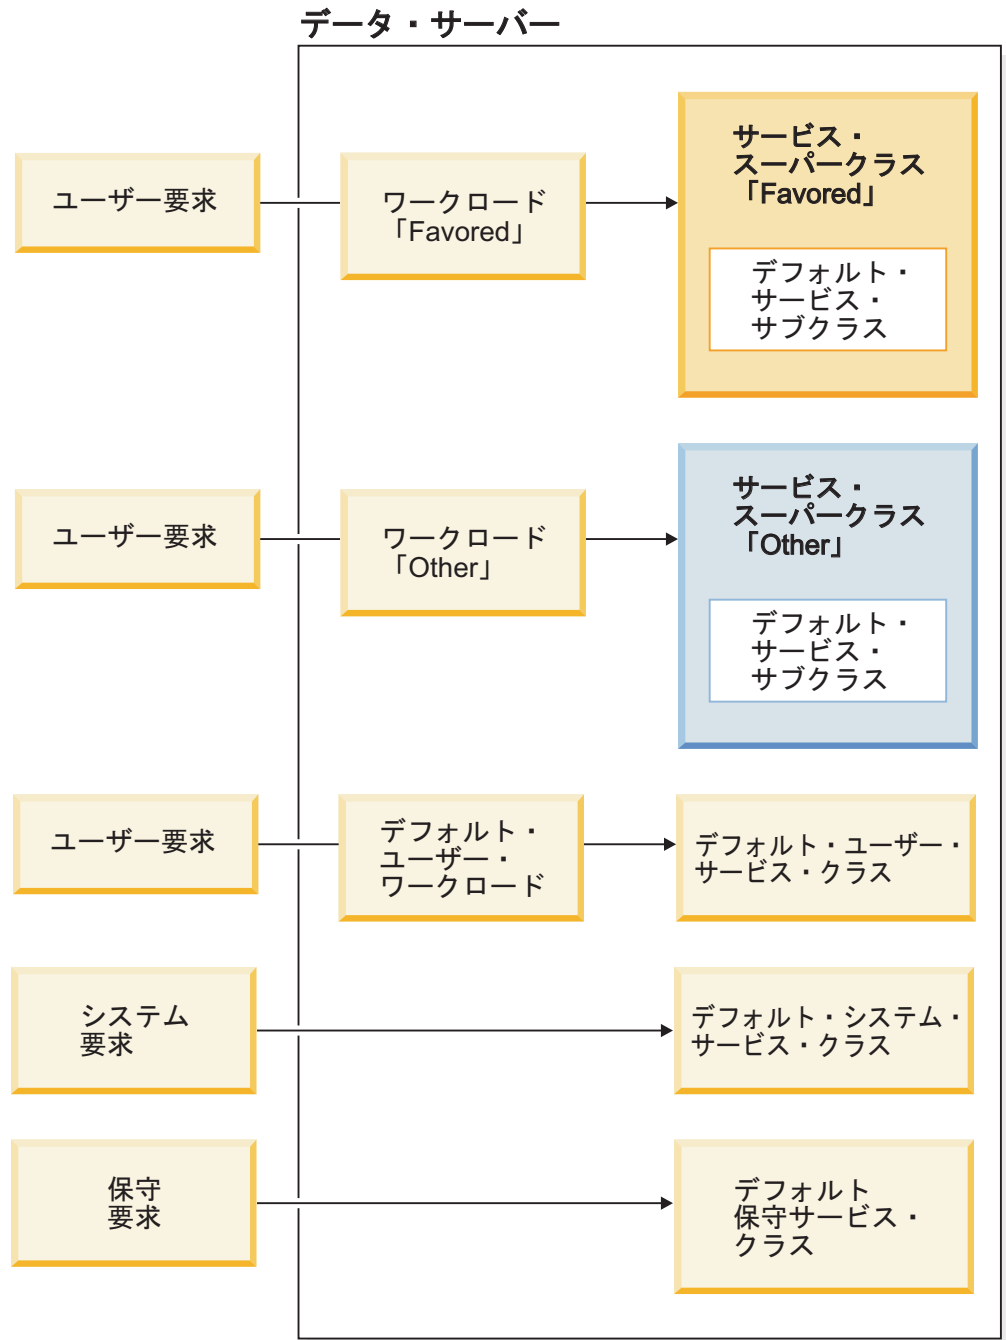 データ・サーバー
ユーザー要求
ワークロード
「Favored」
サービス・
スーパークラス
「Favored」
デフォルト・
サービス・
サブクラス
ユーザー要求
ワークロード
「Other」
サービス・
スーパークラス
「Other」
デフォルト・
サービス・
サブクラス
ユーザー要求
デフォルト・
ユーザー・
ワークロード
デフォルト・ユーザー・
サービス・クラス
システム
要求
デフォルト・システム・
サービス・クラス
保守
要求
デフォルト
保守サービス・
クラス